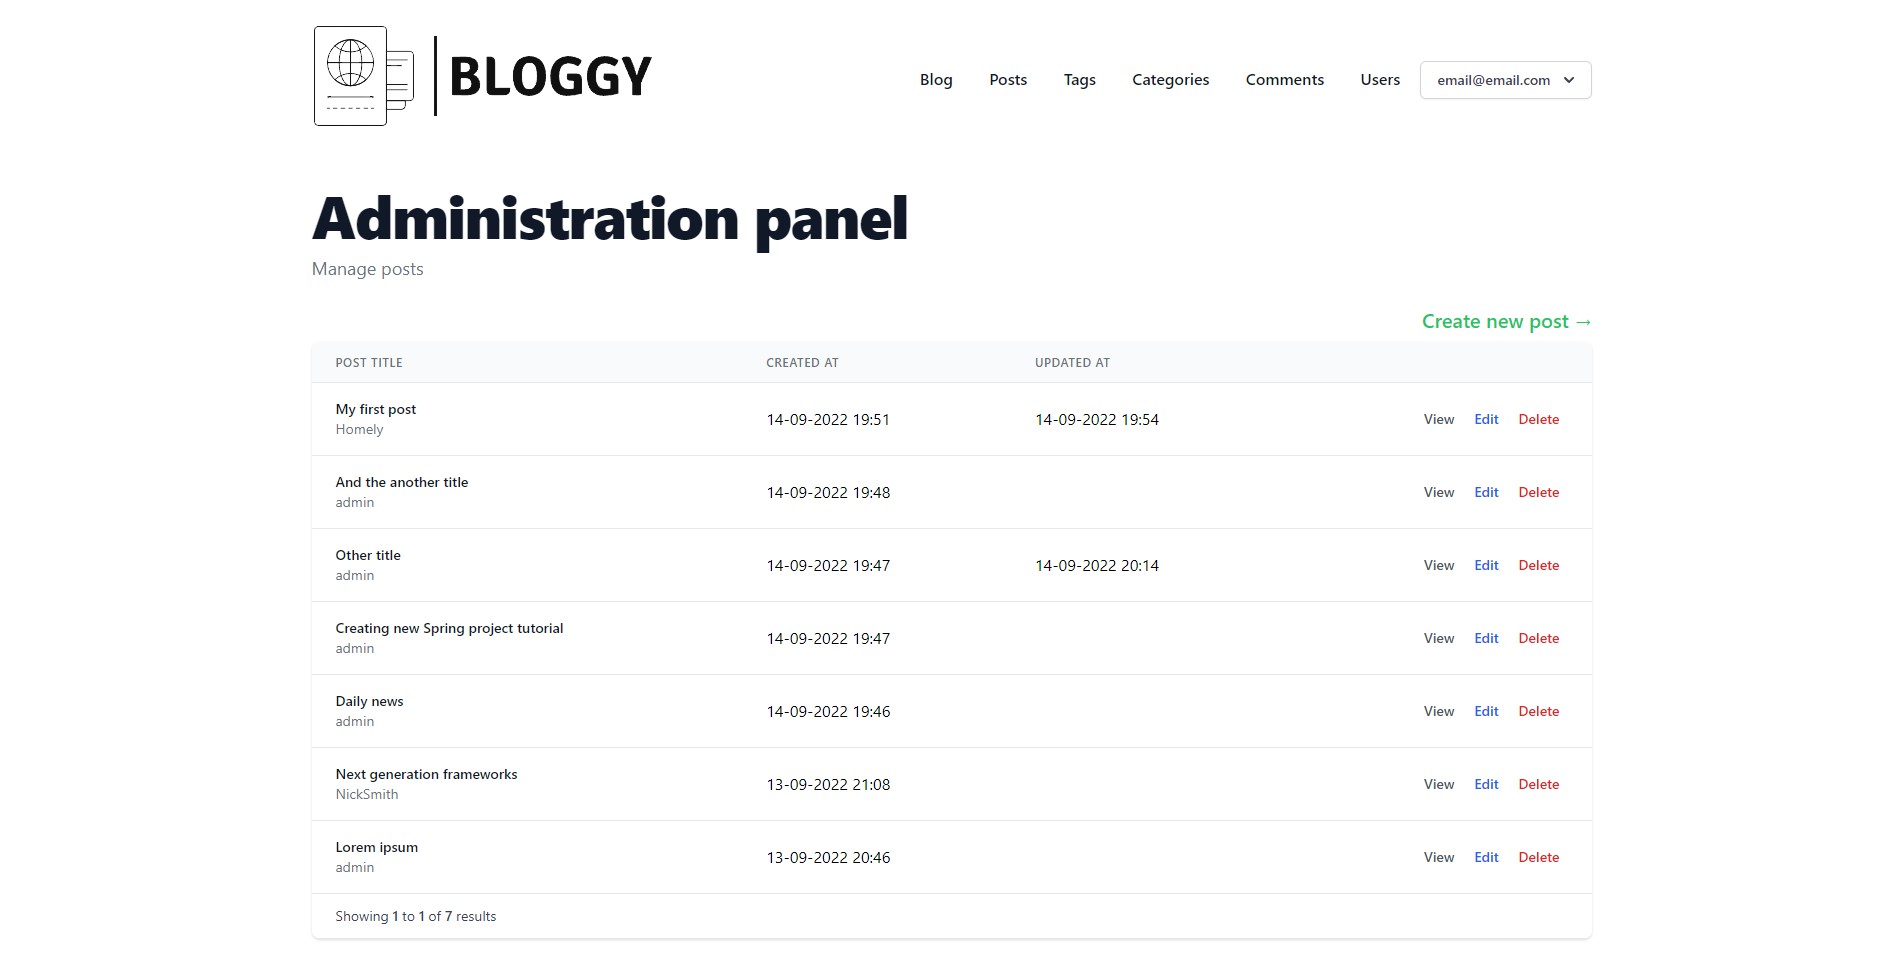 BLOGGY
Blog Posts Tags Categories Comments Users email@email.com
Administration panel
Manage posts
Create new post →
POST TITLE CREATED AT UPDATED AT
My first post
Homely
14-09-2022 19:51 14-09-2022 19:54 View Edit Delete
And the another title
admin
14-09-2022 19:48 View Edit Delete
Other title
admin
14-09-2022 19:47 14-09-2022 20:14 View Edit Delete
Creating new Spring project tutorial
admin
14-09-2022 19:47 View Edit Delete
Daily news
admin
14-09-2022 19:46 View Edit Delete
Next generation frameworks
NickSmith
13-09-2022 21:08 View Edit Delete
Lorem ipsum
admin
13-09-2022 20:46 View Edit Delete
Showing 1 to 1 of 7 results